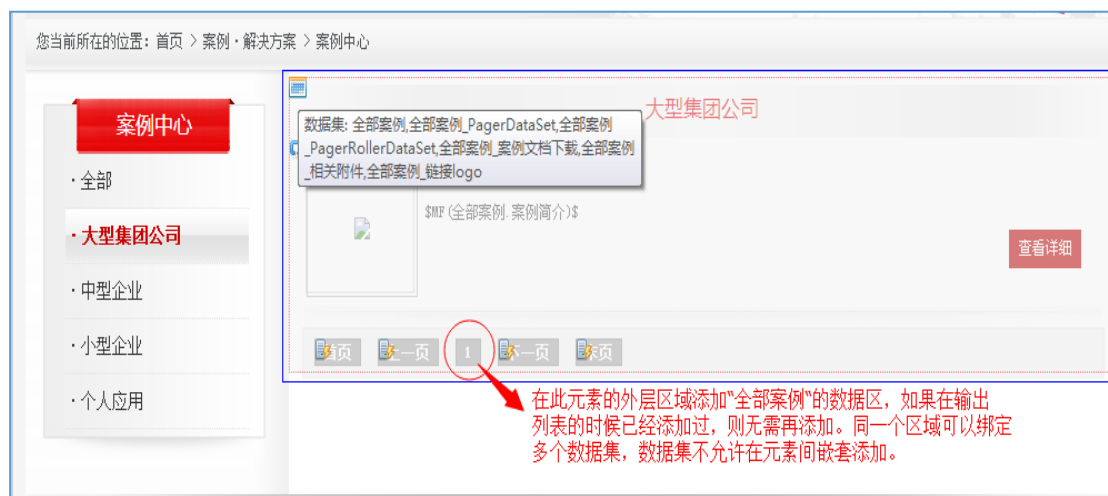 您当前所在的位置：首页 > 案例·解决方案 > 案例中心
案例中心
·全部
·大型集团公司
·中型企业
·小型企业
·个人应用
大型集团公司
数据集: 全部案例,全部案例_PagerDataSet,全部案例
_PagerRollerDataSet,全部案例_案例文档下载,全部案例
_相关附件,全部案例_链接logo
$MF(全部案例.案例简介)$
查看详细
首页 上一页 1 下一页 末页
在此元素的外层区域添加"全部案例"的数据区，如果在输出
列表的时候已经添加过，则无需再添加。同一个区域可以绑定
多个数据集，数据集不允许在元素间嵌套添加。